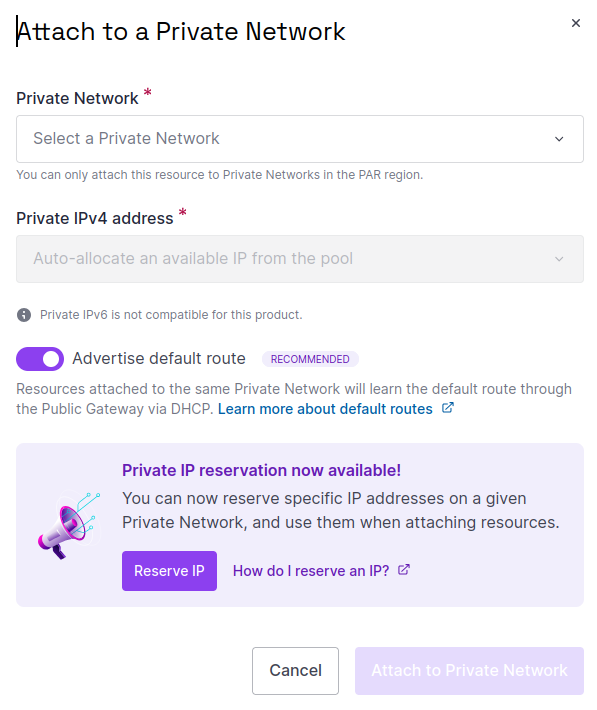 Attach to a Private Network
Private Network *
Select a Private Network
You can only attach this resource to Private Networks in the PAR region.
Private IPv4 address *
Auto-allocate an available IP from the pool
Private IPv6 is not compatible for this product.
Advertise default route RECOMMENDED
Resources attached to the same Private Network will learn the default route through
the Public Gateway via DHCP. Learn more about default routes
Private IP reservation now available!
You can now reserve specific IP addresses on a given
Private Network, and use them when attaching resources.
Reserve IP How do I reserve an IP?
Cancel Attach to Private Network